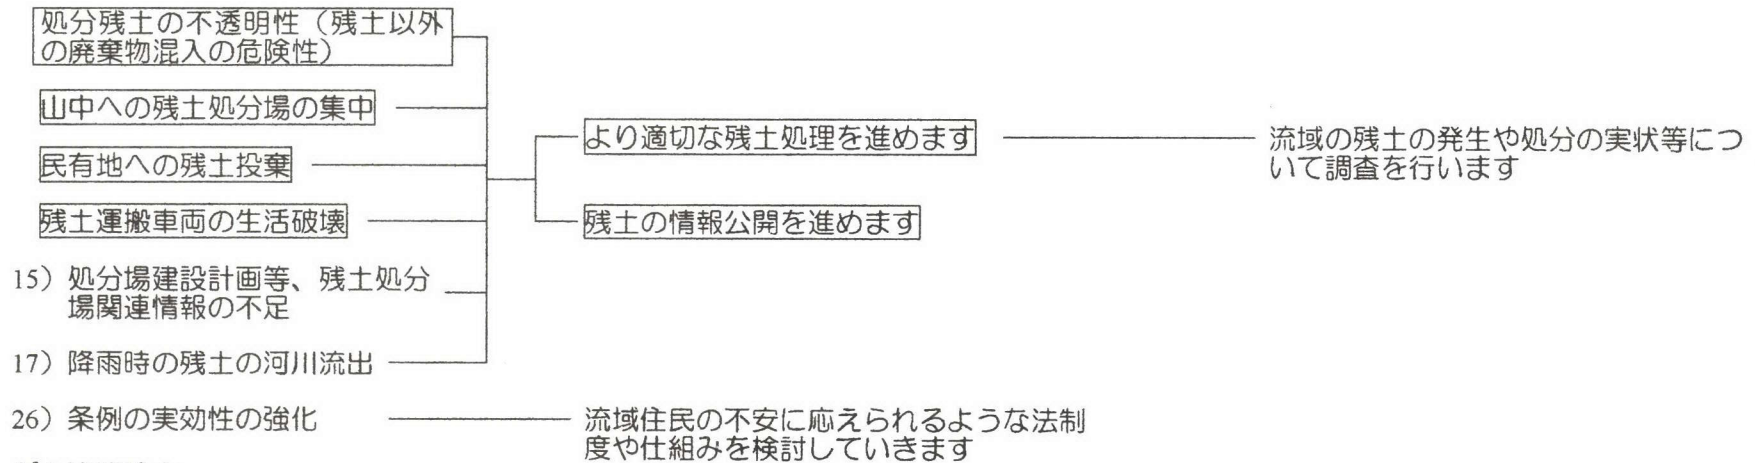 処分残土の不透明性（残土以外
の廃棄物混入の危険性）
山中への残土処分場の集中
民有地への残土投棄
残土運搬車両の生活破壊
15）処分場建設計画等、残土処分
場関連情報の不足
17）降雨時の残土の河川流出
より適切な残土処理を進めます
残土の情報公開を進めます
流域の残土の発生や処分の実状等につ
いて調査を行います
26）条例の実効性の強化
流域住民の不安に応えられるような法制
度や仕組みを検討していきます